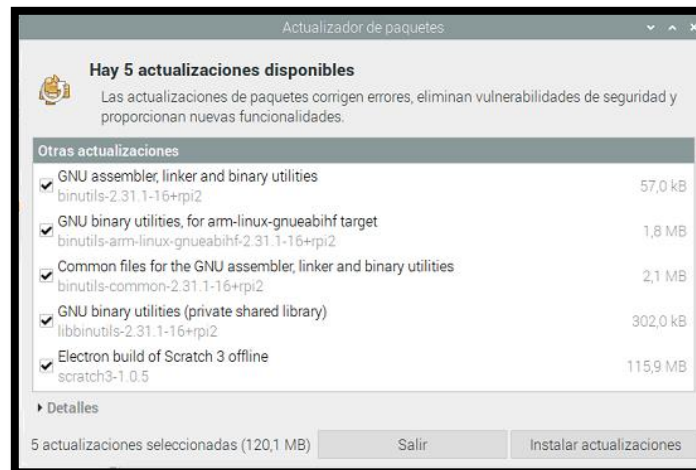 Actualizador de paquetes
Hay 5 actualizaciones disponibles
Las actualizaciones de paquetes corrigen errores, eliminan vulnerabilidades de seguridad y
proporcionan nuevas funcionalidades.
Otras actualizaciones
GNU assembler, linker and binary utilities
binutils-2.31.1-16+rpi2 57,0 kB
GNU binary utilities, for arm-linux-gnueabihf target
binutils-arm-linux-gnueabihf-2.31.1-16+rpi2 1,8 MB
Common files for the GNU assembler, linker and binary utilities
binutils-common-2.31.1-16+rpi2 2,1 MB
GNU binary utilities (private shared library)
libbinutils-2.31.1-16+rpi2 302,0 kB
Electron build of Scratch 3 offline
scratch3-1.0.5 115,9 MB
Detalles
5 actualizaciones seleccionadas (120,1 MB) Salir Instalar actualizaciones